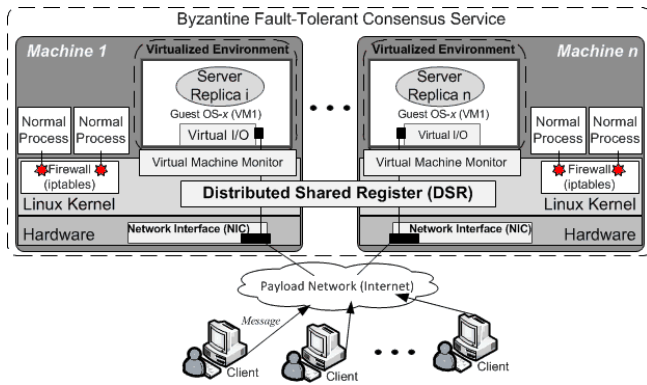 Byzantine Fault-Tolerant Consensus Service
Machine 1
Virtualized Environment
Server
Replica i
Guest OS-x (VM1)
Virtual I/O
Normal
Process
Normal
Process
Virtual Machine Monitor
Firewall
(iptables)
Linux Kernel
Hardware
Network Interface (NIC)
Virtualized Environment
Machine n
Server
Replica n
Guest OS-x (VM1)
Virtual I/O
Normal
Process
Normal
Process
Virtual Machine Monitor
Firewall
(iptables)
Linux Kernel
Network Interface (NIC)
Hardware
Distributed Shared Register (DSR)
Payload Network (Internet)
Message
Client
Client
Client